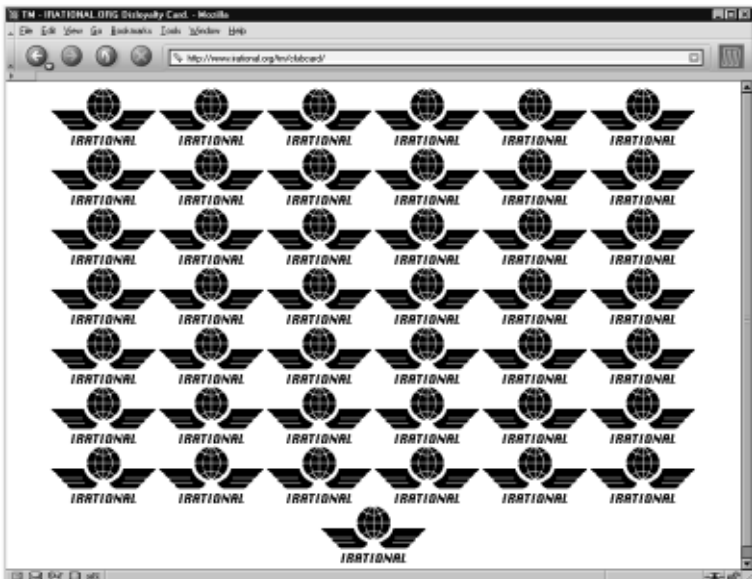 TM - IRATIONAL.ORG Disloyalty Card. - Mozilla
File Edit View Go Bookmarks Tools Window Help
http://www.irational.org/tm/clubcard/
IRATIONAL IRATIONAL IRATIONAL IRATIONAL IRATIONAL IRATIONAL
IRATIONAL IRATIONAL IRATIONAL IRATIONAL IRATIONAL IRATIONAL
IRATIONAL IRATIONAL IRATIONAL IRATIONAL IRATIONAL IRATIONAL
IRATIONAL IRATIONAL IRATIONAL IRATIONAL IRATIONAL IRATIONAL
IRATIONAL IRATIONAL IRATIONAL IRATIONAL IRATIONAL IRATIONAL
IRATIONAL IRATIONAL IRATIONAL IRATIONAL IRATIONAL IRATIONAL
IRATIONAL IRATIONAL IRATIONAL IRATIONAL IRATIONAL IRATIONAL
IRATIONAL